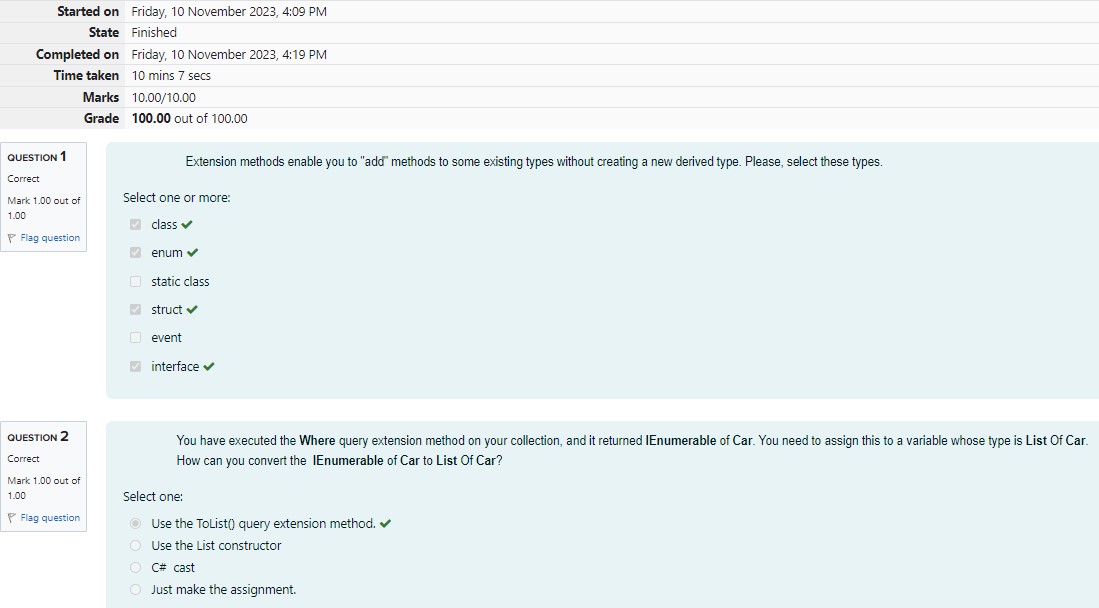 Started on Friday, 10 November 2023, 4:09 PM
State Finished
Completed on Friday, 10 November 2023, 4:19 PM
Time taken 10 mins 7 secs
Marks 10.00/10.00
Grade 100.00 out of 100.00
QUESTION 1
Correct
Mark 1.00 out of
1.00
Flag question
Extension methods enable you to "add" methods to some existing types without creating a new derived type. Please, select these types.
Select one or more:
class
enum
static class
struct
event
interface
QUESTION 2
Correct
Mark 1.00 out of
1.00
Flag question
You have executed the Where query extension method on your collection, and it returned IEnumerable of Car. You need to assign this to a variable whose type is List Of Car.
How can you convert the IEnumerable of Car to List Of Car?
Select one:
Use the ToList() query extension method.
Use the List constructor
C# cast
Just make the assignment.